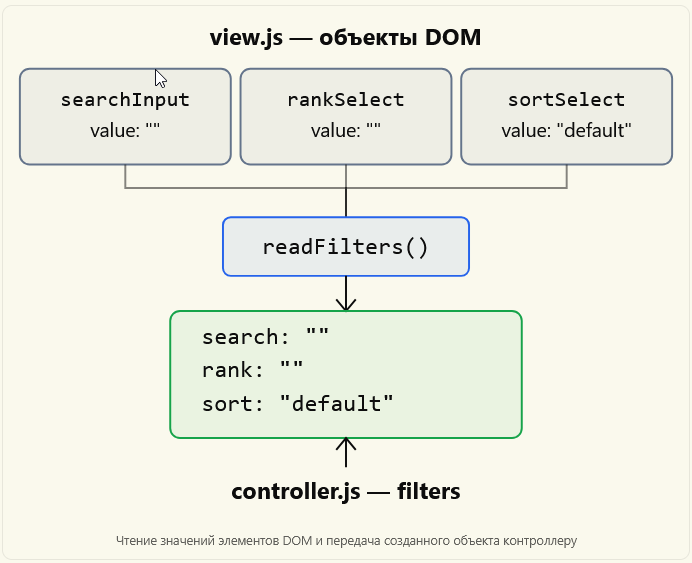 view.js — объекты DOM
searchInput
value: ""
rankSelect
value: ""
sortSelect
value: "default"
readFilters()
search: ""
rank: ""
sort: "default"
controller.js — filters
Чтение значений элементов DOM и передача созданного объекта контроллеру